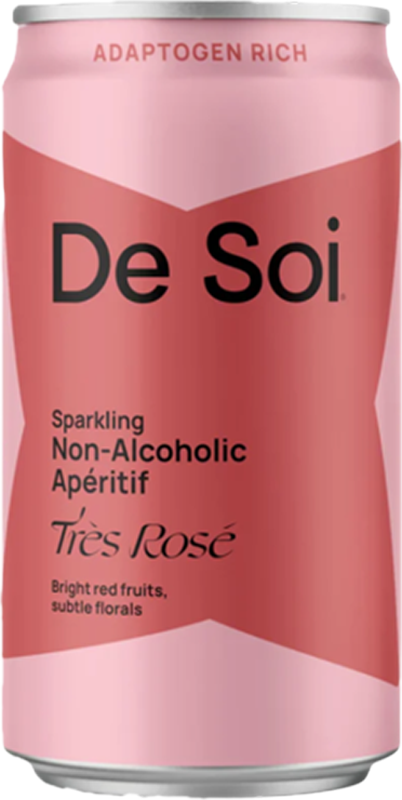 ADAPTOGEN RICH
De Soi
Sparkling
Non-Alcoholic
Apéritif
Très Rosé
Bright red fruits,
subtle florals